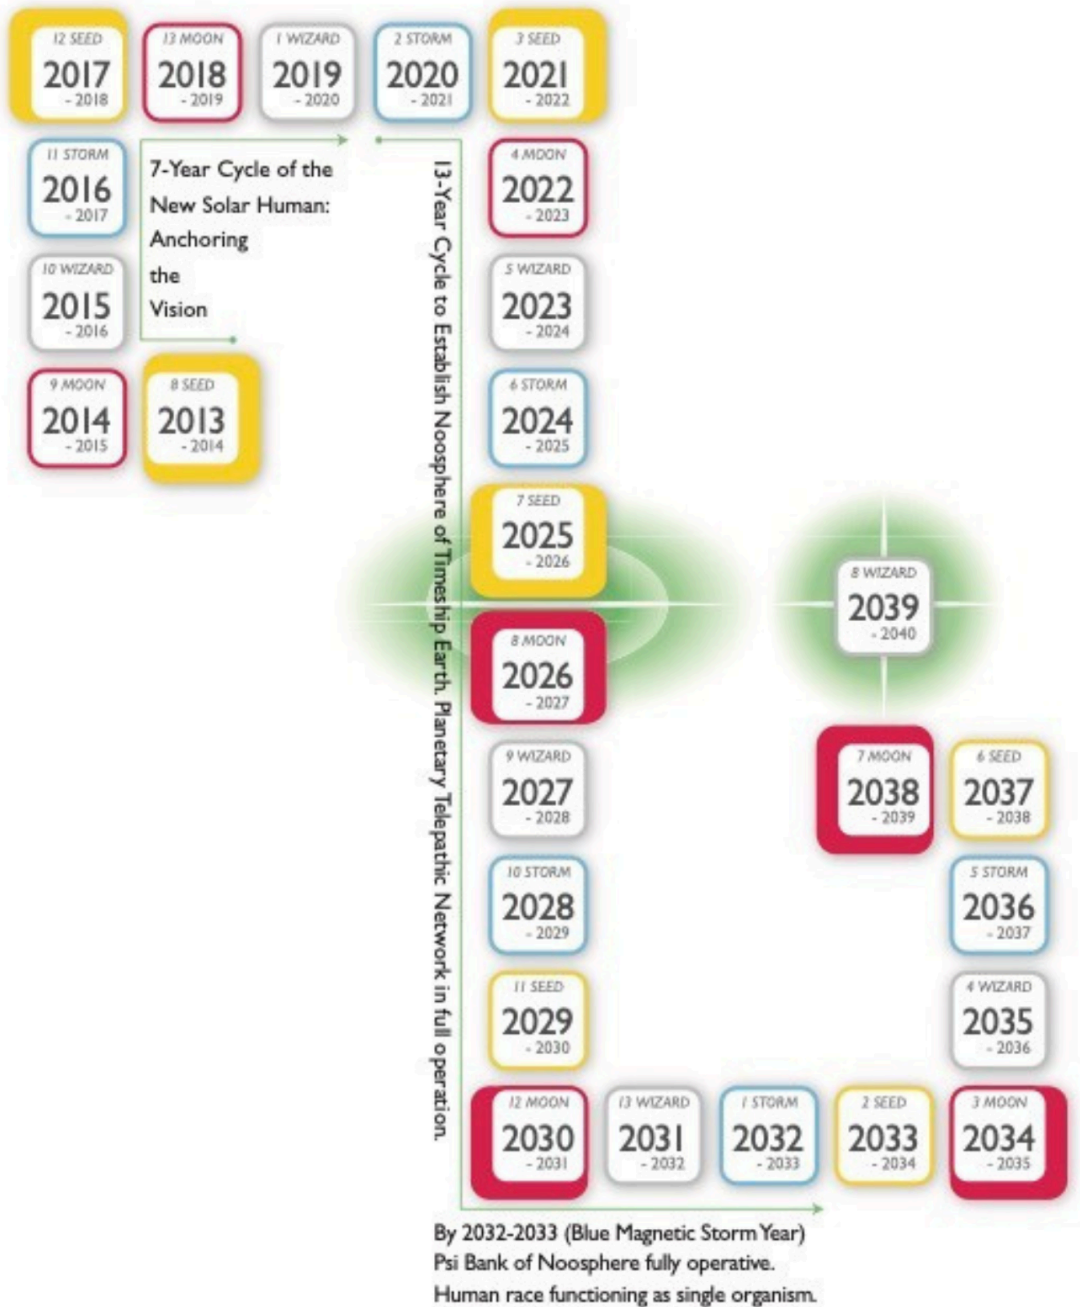 12 SEED
2017
- 2018
13 MOON
2018
- 2019
1 WIZARD
2019
- 2020
2 STORM
2020
- 2021
3 SEED
2021
- 2022
11 STORM
2016
- 2017
10 WIZARD
2015
- 2016
9 MOON
2014
- 2015
8 SEED
2013
- 2014
7-Year Cycle of the
New Solar Human:
Anchoring
the
Vision
13-Year Cycle to Establish Noosphere of Timeship Earth. Planetary Telepathic Network in full operation.
4 MOON
2022
- 2023
5 WIZARD
2023
- 2024
6 STORM
2024
- 2025
7 SEED
2025
- 2026
8 MOON
2026
- 2027
9 WIZARD
2027
- 2028
10 STORM
2028
- 2029
11 SEED
2029
- 2030
12 MOON
2030
- 2031
13 WIZARD
2031
- 2032
1 STORM
2032
- 2033
2 SEED
2033
- 2034
3 MOON
2034
- 2035
4 WIZARD
2035
- 2036
5 STORM
2036
- 2037
6 SEED
2037
- 2038
7 MOON
2038
- 2039
8 WIZARD
2039
- 2040
By 2032-2033 (Blue Magnetic Storm Year)
Psi Bank of Noosphere fully operative.
Human race functioning as single organism.